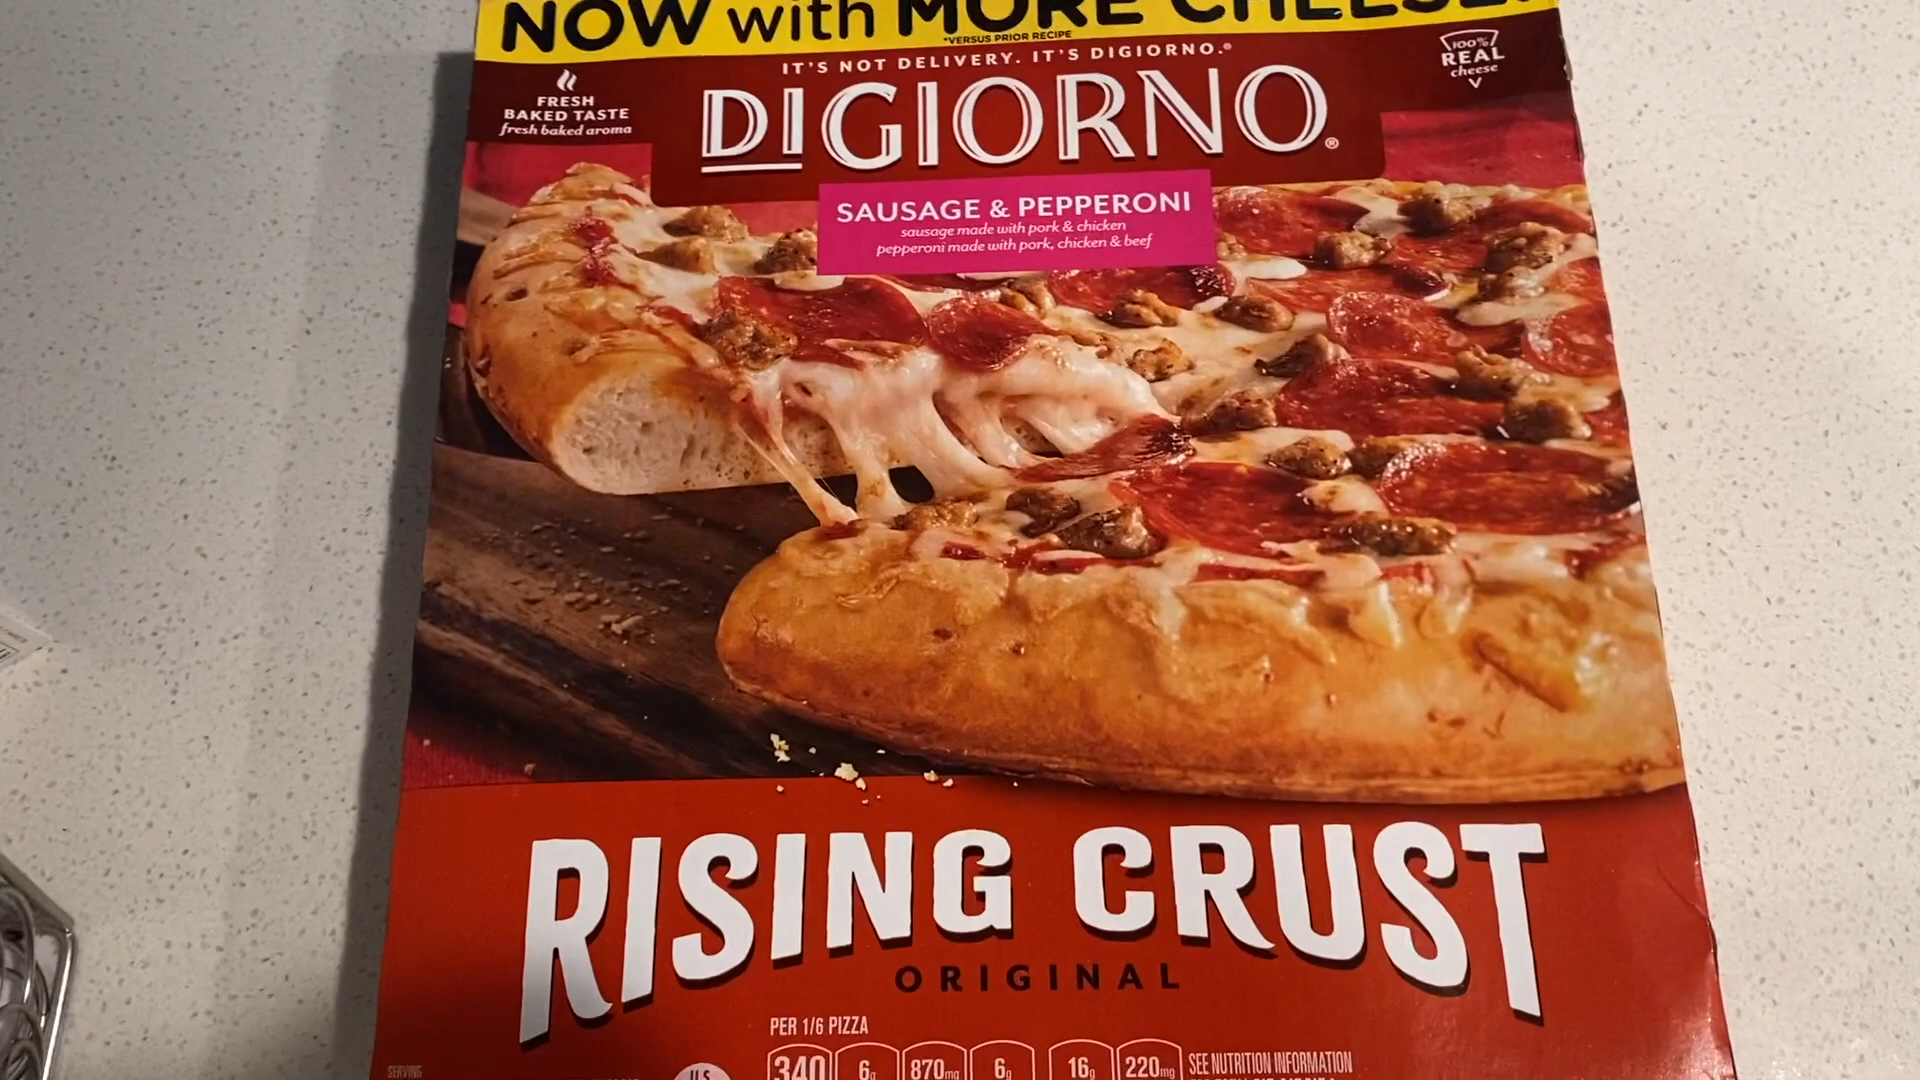 NOW with MORE CHEESE!
*VERSUS PRIOR RECIPE
IT'S NOT DELIVERY. IT'S DIGIORNO.®
FRESH
BAKED TASTE
fresh baked aroma
DIGIORNO®
100%
REAL
cheese
SAUSAGE & PEPPERONI
sausage made with pork & chicken
pepperoni made with pork, chicken & beef
RISING CRUST
ORIGINAL
PER 1/6 PIZZA
340 6g 870mg 6g 16g 220mg
SEE NUTRITION INFORMATION
SERVING
U.S.